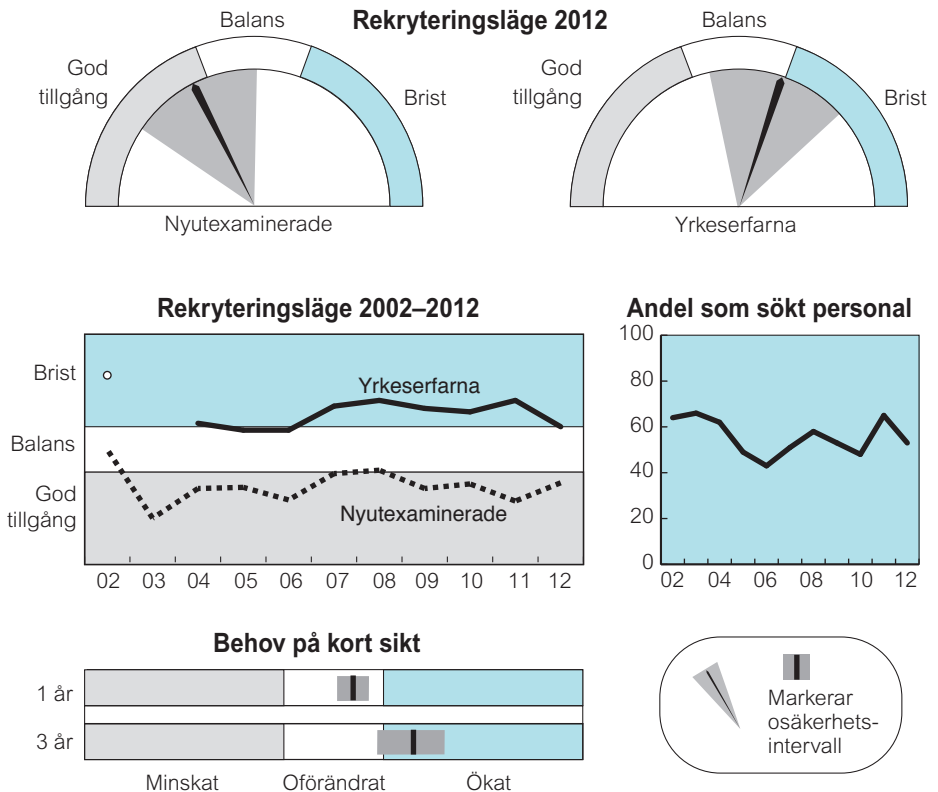 Rekryteringsläge 2012
Balans
God
tillgång
Brist
Nyutexaminerade
Balans
God
tillgång
Brist
Yrkeserfarna
Rekryteringsläge 2002–2012
Brist
Balans
God
tillgång
Yrkeserfarna
Nyutexaminerade
02 03 04 05 06 07 08 09 10 11 12
Andel som sökt personal
100
80
60
40
20
0
02 04 06 08 10 12
Behov på kort sikt
1 år
3 år
Minskat Oförändrat Ökat
Markerar
osäkerhets-
intervall